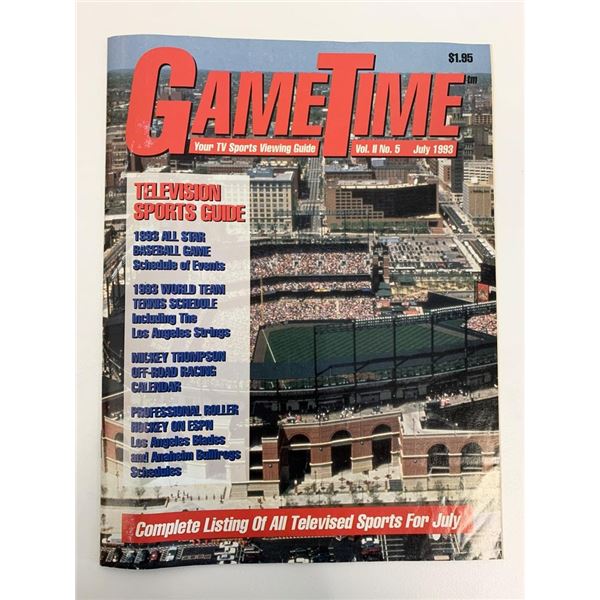 $1.95
GAMETIME tm
Your TV Sports Viewing Guide Vol. II No. 5 July 1993
TELEVISION
SPORTS GUIDE
1993 ALL STAR
BASEBALL GAME
Schedule of Events
1993 WORLD TEAM
TENNIS SCHEDULE
Including The
Los Angeles Strings
MICKEY THOMPSON
OFF-ROAD RACING
CALENDAR
PROFESSIONAL ROLLER
HOCKEY ON ESPN
Los Angeles Blades
and Anaheim Bullfrogs
Schedules
Complete Listing Of All Televised Sports For July